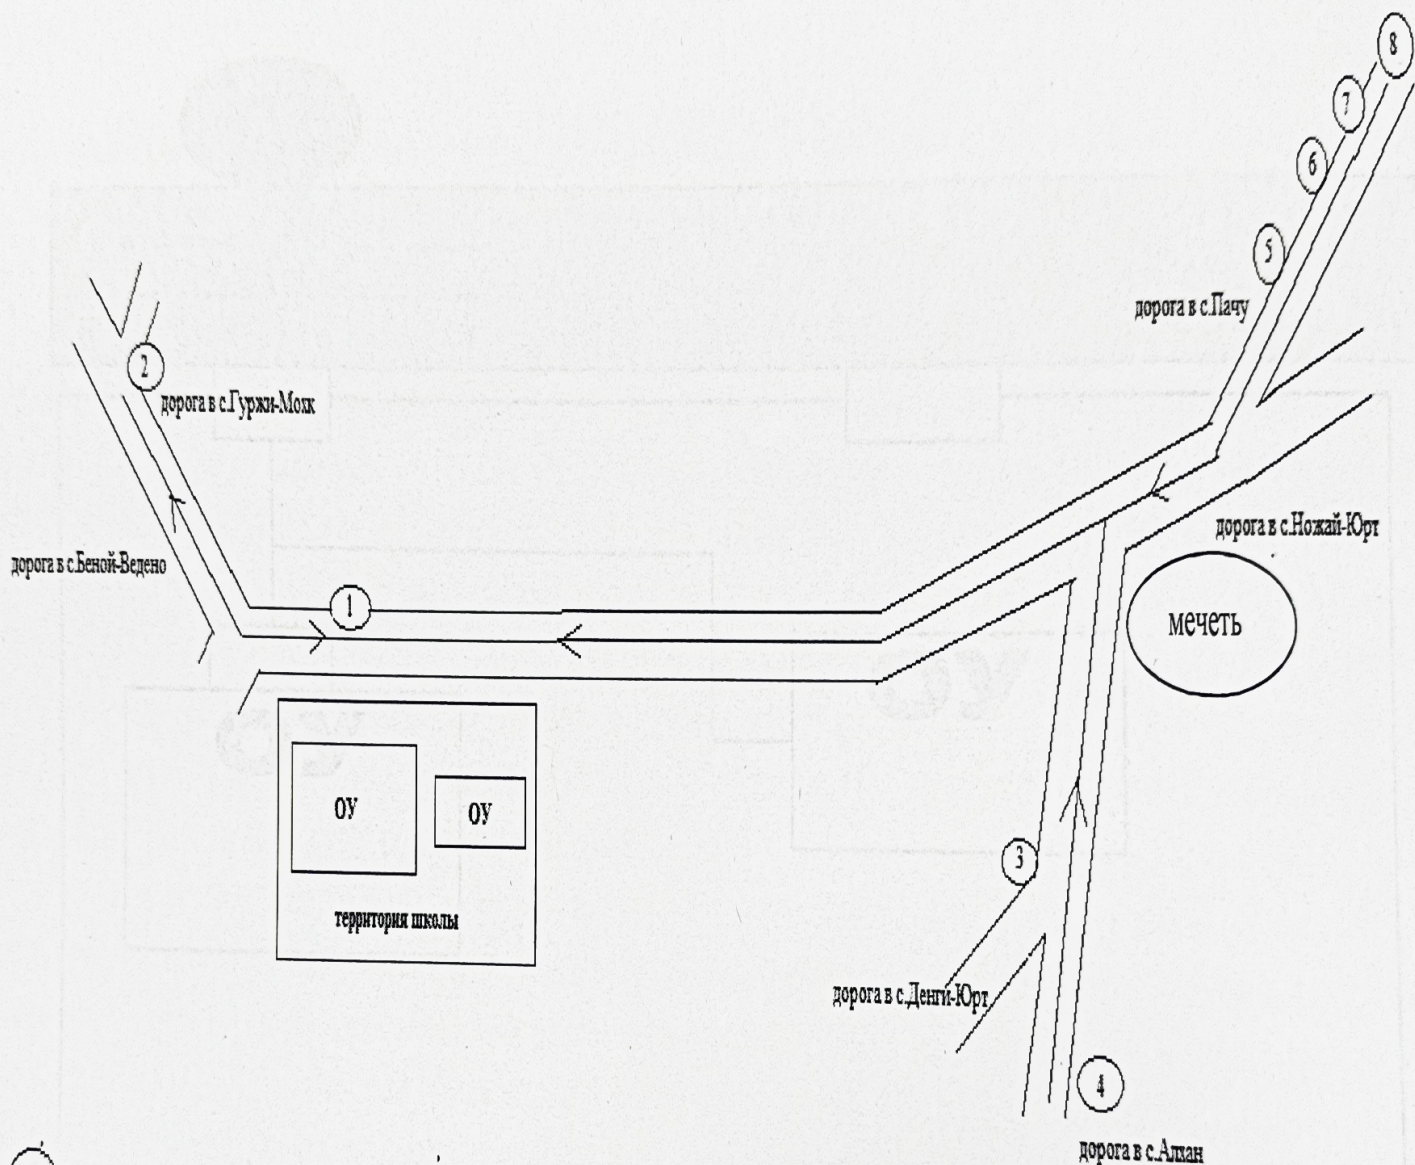 8
7
6
5
дорога в с.Пачу
2
дорога в с.Гуржи-Мохк
дорога в с.Ножай-Юрт
дорога в с.Беной-Ведено
1
мечеть
ОУ
ОУ
3
территория школы
дорога в с.Денги-Юрт
4
дорога в с.Алхан